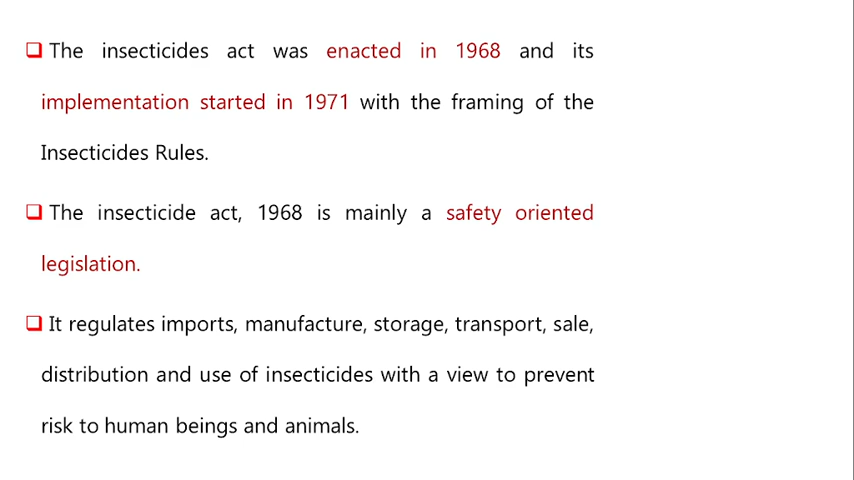 ❑ The insecticides act was enacted in 1968 and its
implementation started in 1971 with the framing of the
Insecticides Rules.
❑ The insecticide act, 1968 is mainly a safety oriented
legislation.
❑ It regulates imports, manufacture, storage, transport, sale,
distribution and use of insecticides with a view to prevent
risk to human beings and animals.